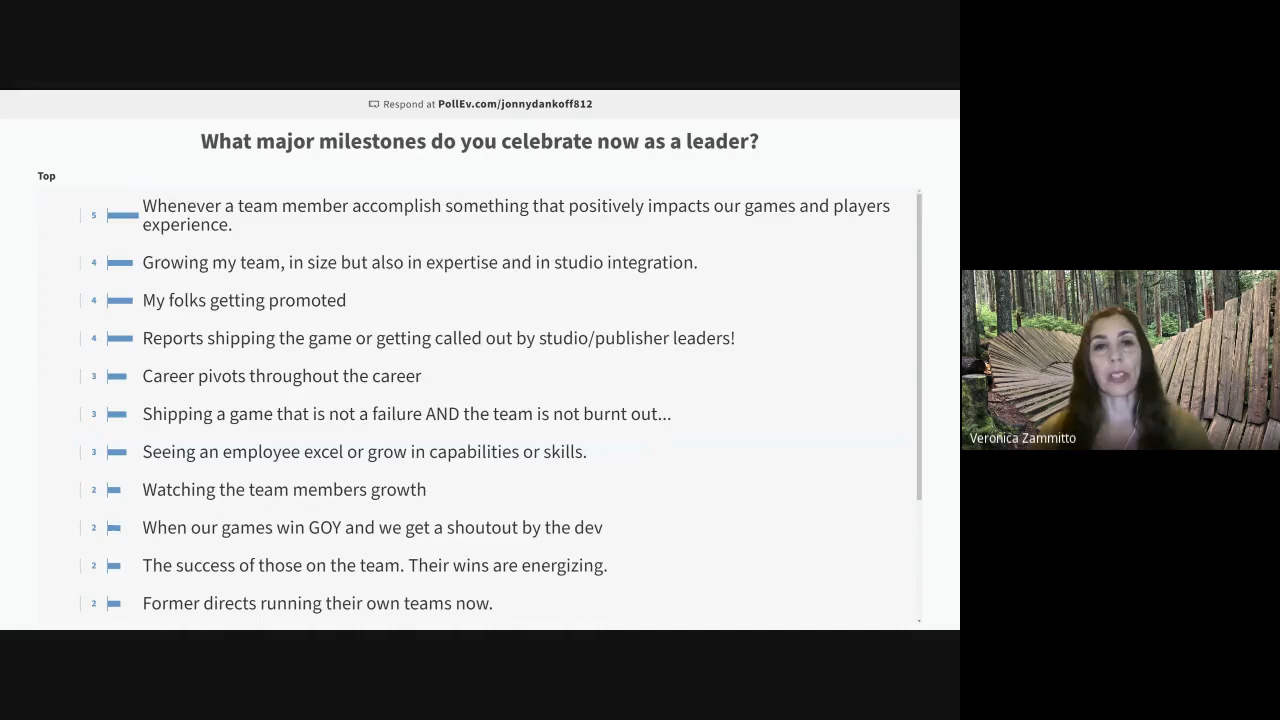 Respond at PollEv.com/jonnydankoff812
What major milestones do you celebrate now as a leader?
Top
5 Whenever a team member accomplish something that positively impacts our games and players
experience.
4 Growing my team, in size but also in expertise and in studio integration.
4 My folks getting promoted
4 Reports shipping the game or getting called out by studio/publisher leaders!
3 Career pivots throughout the career
3 Shipping a game that is not a failure AND the team is not burnt out...
3 Seeing an employee excel or grow in capabilities or skills.
2 Watching the team members growth
2 When our games win GOY and we get a shoutout by the dev
2 The success of those on the team. Their wins are energizing.
2 Former directs running their own teams now.
Veronica Zammitto